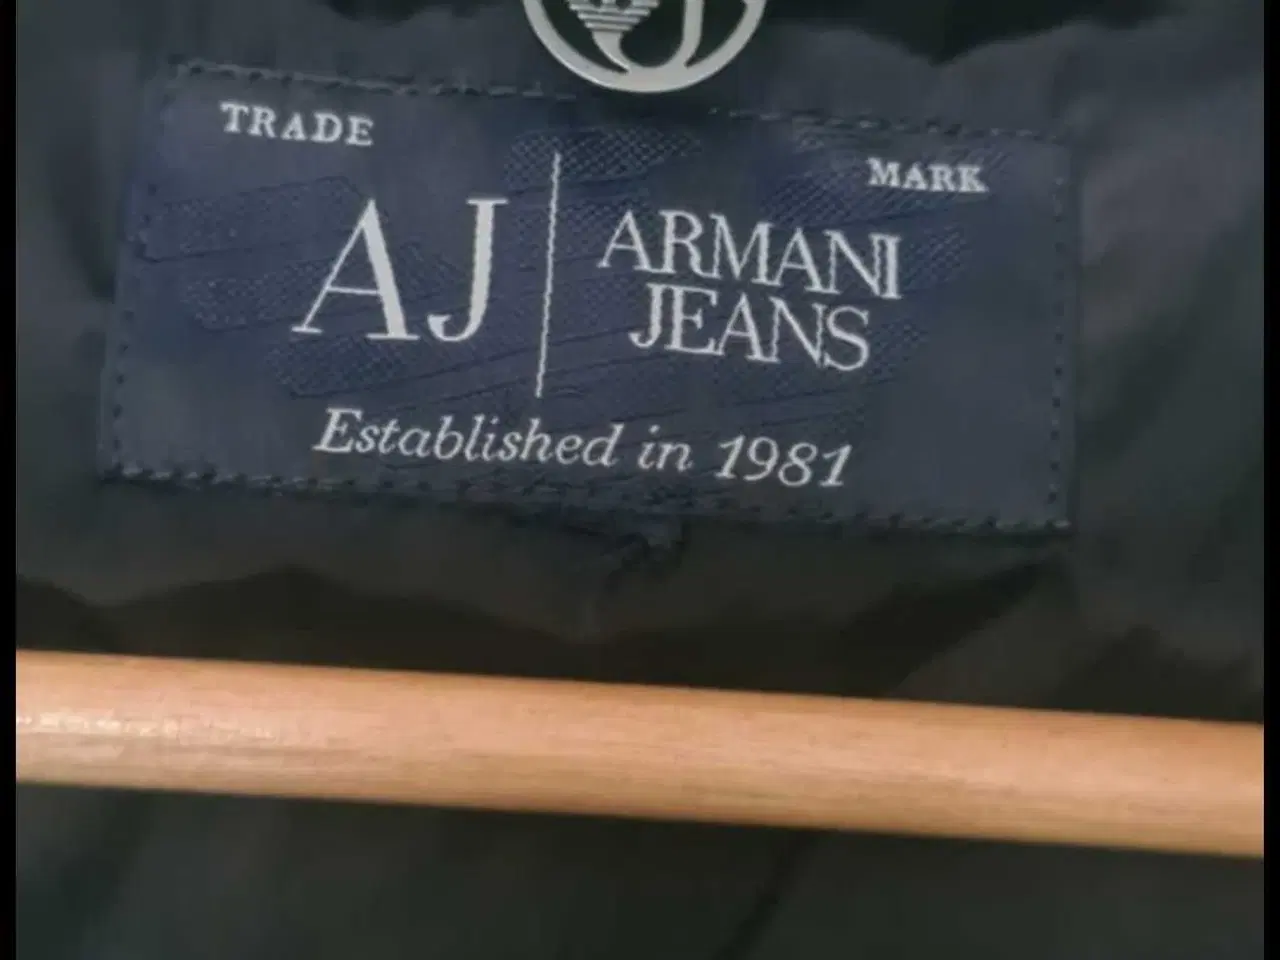 TRADE MARK
AJ ARMANI
JEANS
Established in 1981